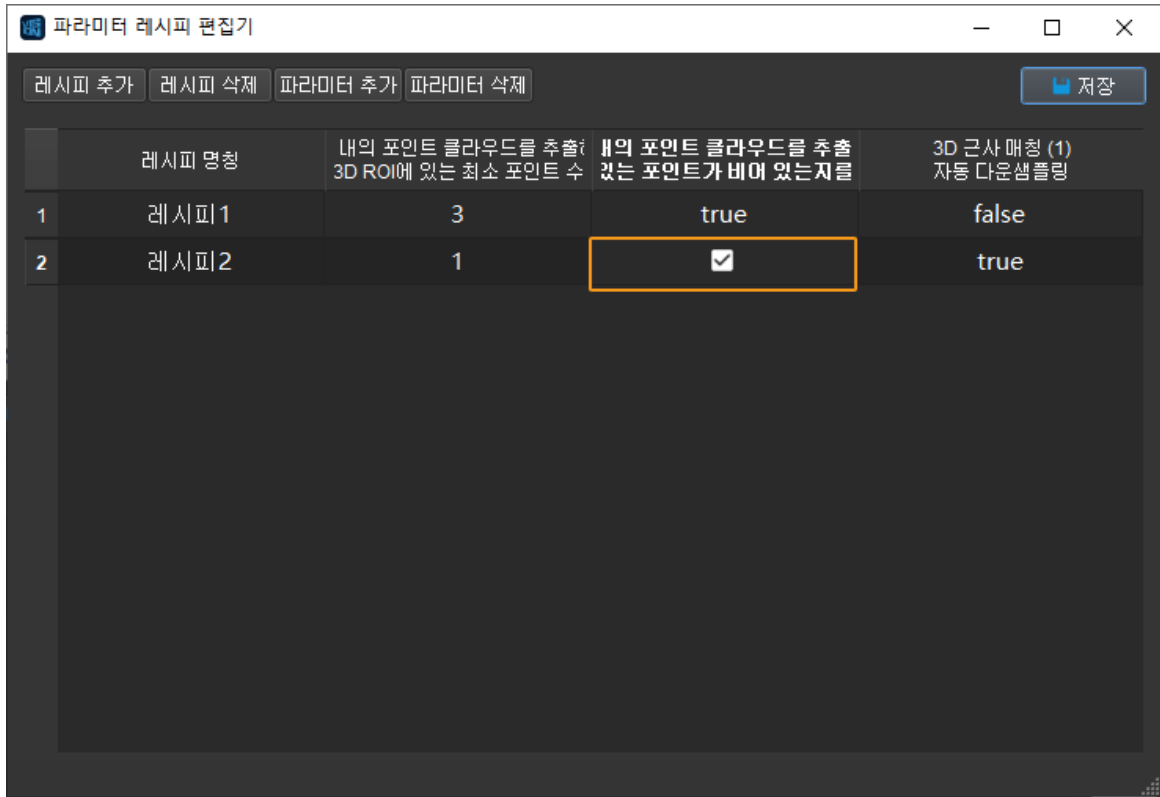 파라미터 레시피 편집기
레시피 추가 레시피 삭제 파라미터 추가 파라미터 삭제 저장
레시피 명칭
내의 포인트 클라우드를 추출
3D ROI에 있는 최소 포인트 수
내의 포인트 클라우드를 추출
있는 포인트가 비어 있는지를
3D 근사 매칭 (1)
자동 다운샘플링
1 레시피1 3 true false
2 레시피2 1 true